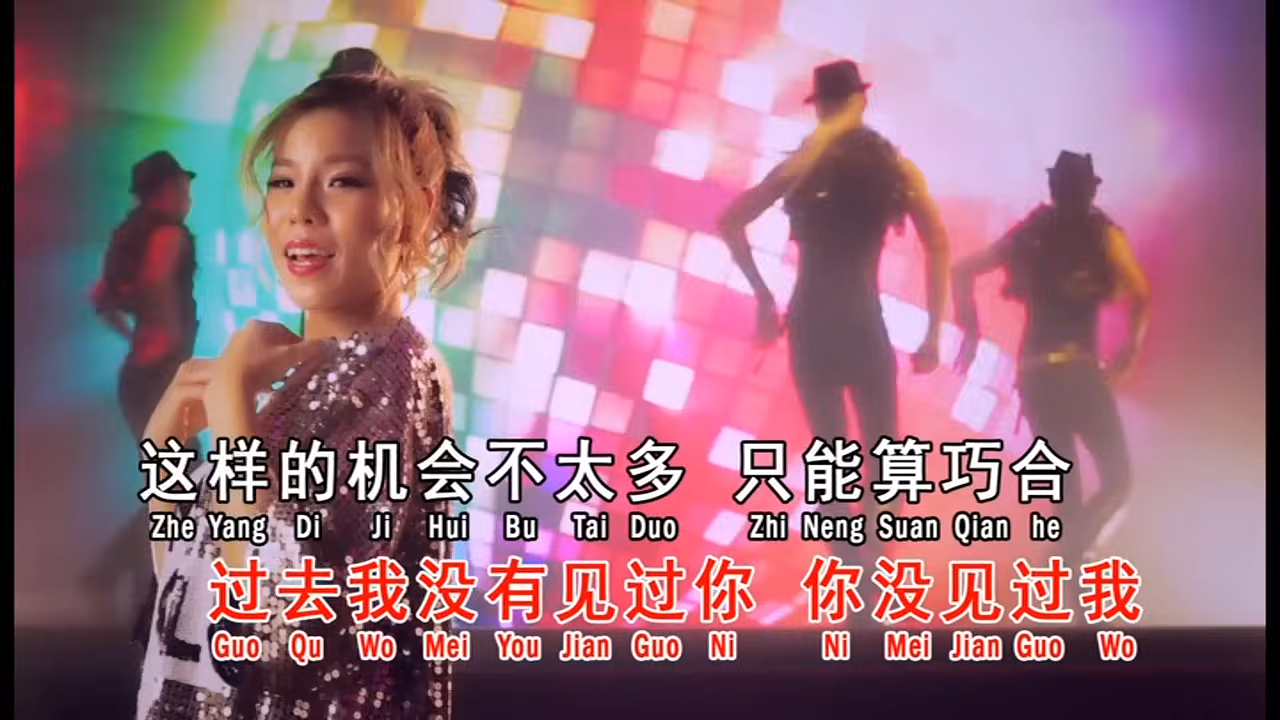 这样的机会不太多 只能算巧合
Zhe Yang Di Ji Hui Bu Tai Duo Zhi Neng Suan Qian he
过去我没有见过你 你没见过我
Guo Qu Wo Mei You Jian Guo Ni Ni Mei Jian Guo Wo